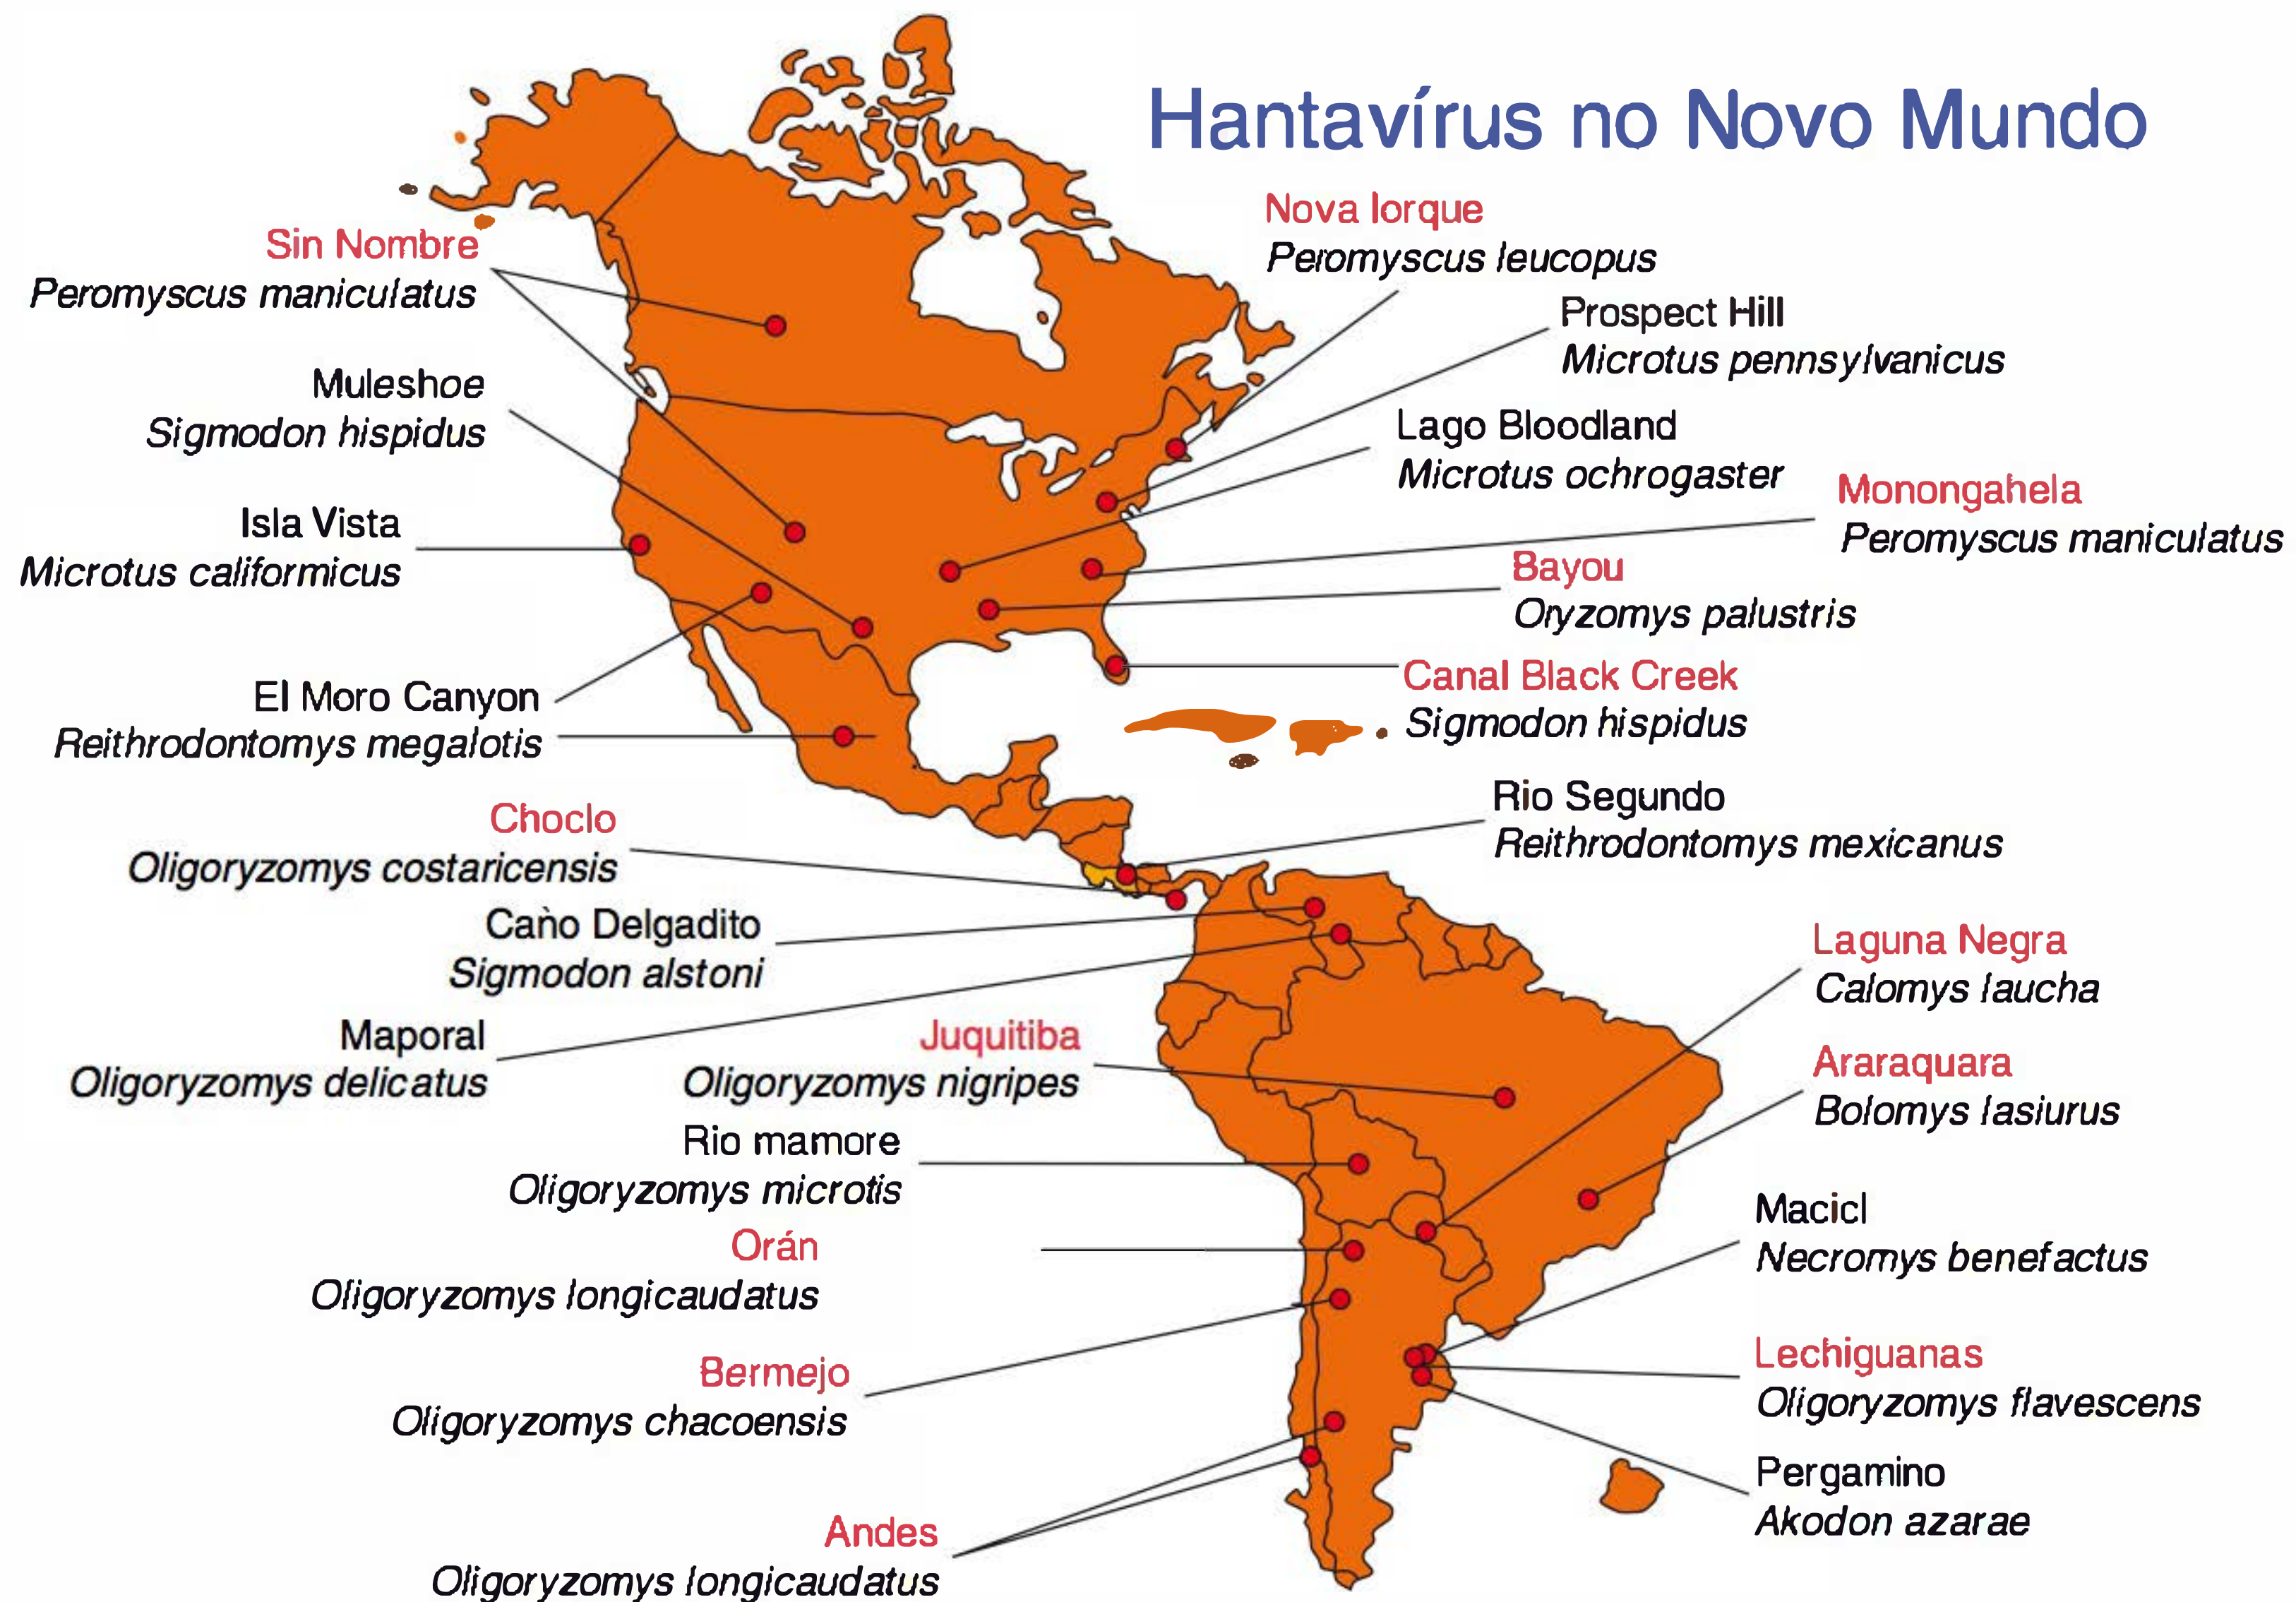 Hantavírus no Novo Mundo
Sin Nombre
Peromyscus maniculatus
Muleshoe
Sigmodon hispidus
Isla Vista
Microtus califormicus
El Moro Canyon
Reithrodontomys megalotis
Choclo
Oligoryzomys costaricensis
Caǹo Delgadito
Sigmodon alstoni
Maporal
Oligoryzomys delicatus
Juquitiba
Oligoryzomys nigripes
Rio mamore
Oligoryzomys microtis
Orán
Oligoryzomys longicaudatus
Bermejo
Oligoryzomys chacoensis
Andes
Oligoryzomys longicaudatus
Nova Iorque
Peromyscus leucopus
Prospect Hill
Microtus pennsylvanicus
Lago Bloodland
Microtus ochrogaster
Monongahela
Peromyscus maniculatus
Bayou
Oryzomys palustris
Canal Black Creek
Sigmodon hispidus
Rio Segundo
Reithrodontomys mexicanus
Laguna Negra
Calomys laucha
Araraquara
Bolomys lasiurus
Macicl
Necromys benefactus
Lechiguanas
Oligoryzomys flavescens
Pergamino
Akodon azarae